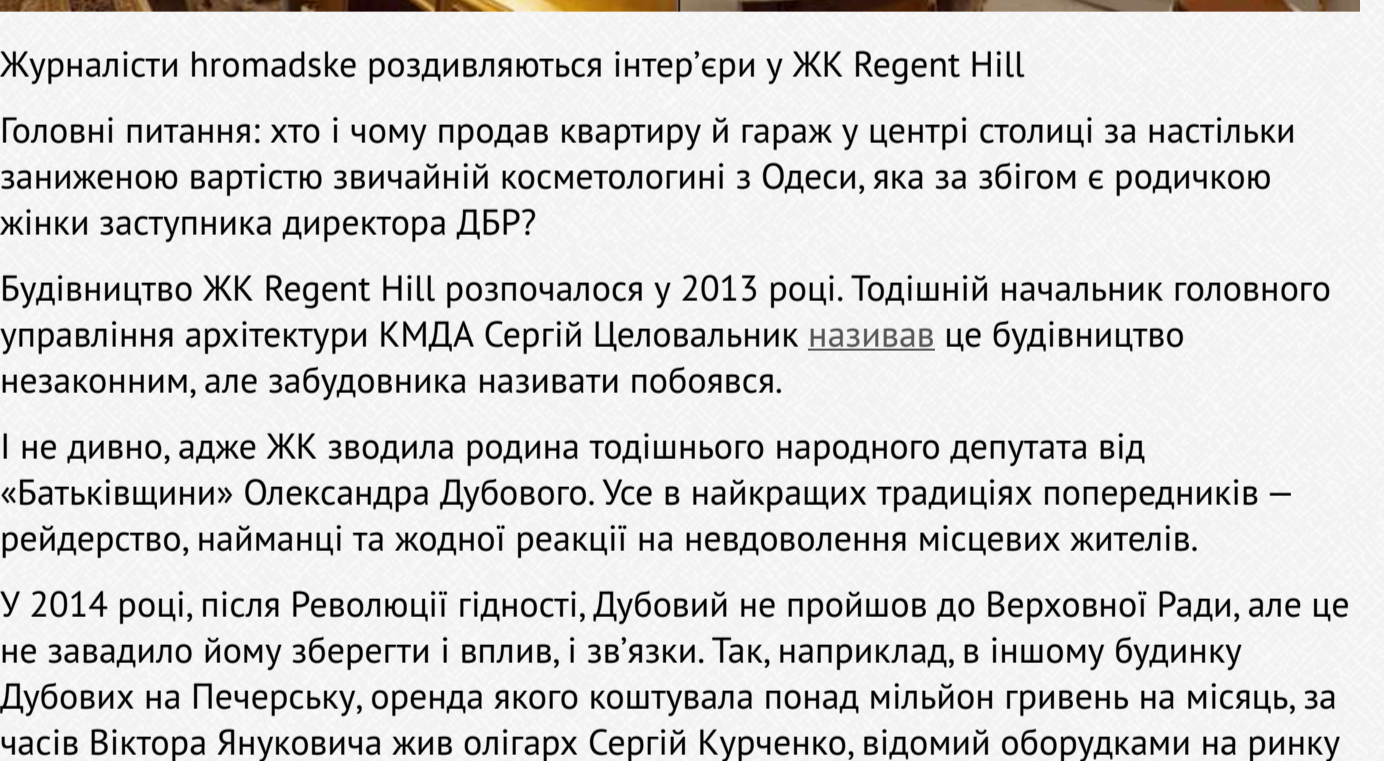 Журналісти hromadske роздивляються інтер’єри у ЖК Regent Hill
Головні питання: хто і чому продав квартиру й гараж у центрі столиці за настільки
заниженою вартістю звичайній косметологині з Одеси, яка за збігом є родичкою
жінки заступника директора ДБР?
Будівництво ЖК Regent Hill розпочалося у 2013 році. Тодішній начальник головного
управління архітектури КМДА Сергій Целовальник називав це будівництво
незаконним, але забудовника називати побоявся.
І не дивно, адже ЖК зводила родина тодішнього народного депутата від
«Батьківщини» Олександра Дубового. Усе в найкращих традиціях попередників —
рейдерство, найманці та жодної реакції на невдоволення місцевих жителів.
У 2014 році, після Революції гідності, Дубовий не пройшов до Верховної Ради, але це
не завадило йому зберегти і вплив, і зв’язки. Так, наприклад, в іншому будинку
Дубових на Печерську, оренда якого коштувала понад мільйон гривень на місяць, за
часів Віктора Януковича жив олігарх Сергій Курченко, відомий оборудками на ринку